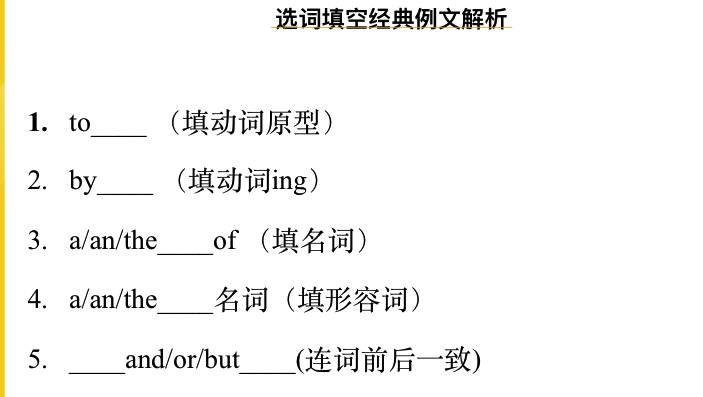 选词填空经典例文解析
1. to____ （填动词原型）
2. by____ （填动词ing）
3. a/an/the____of （填名词）
4. a/an/the____名词（填形容词）
5. ____and/or/but____(连词前后一致)